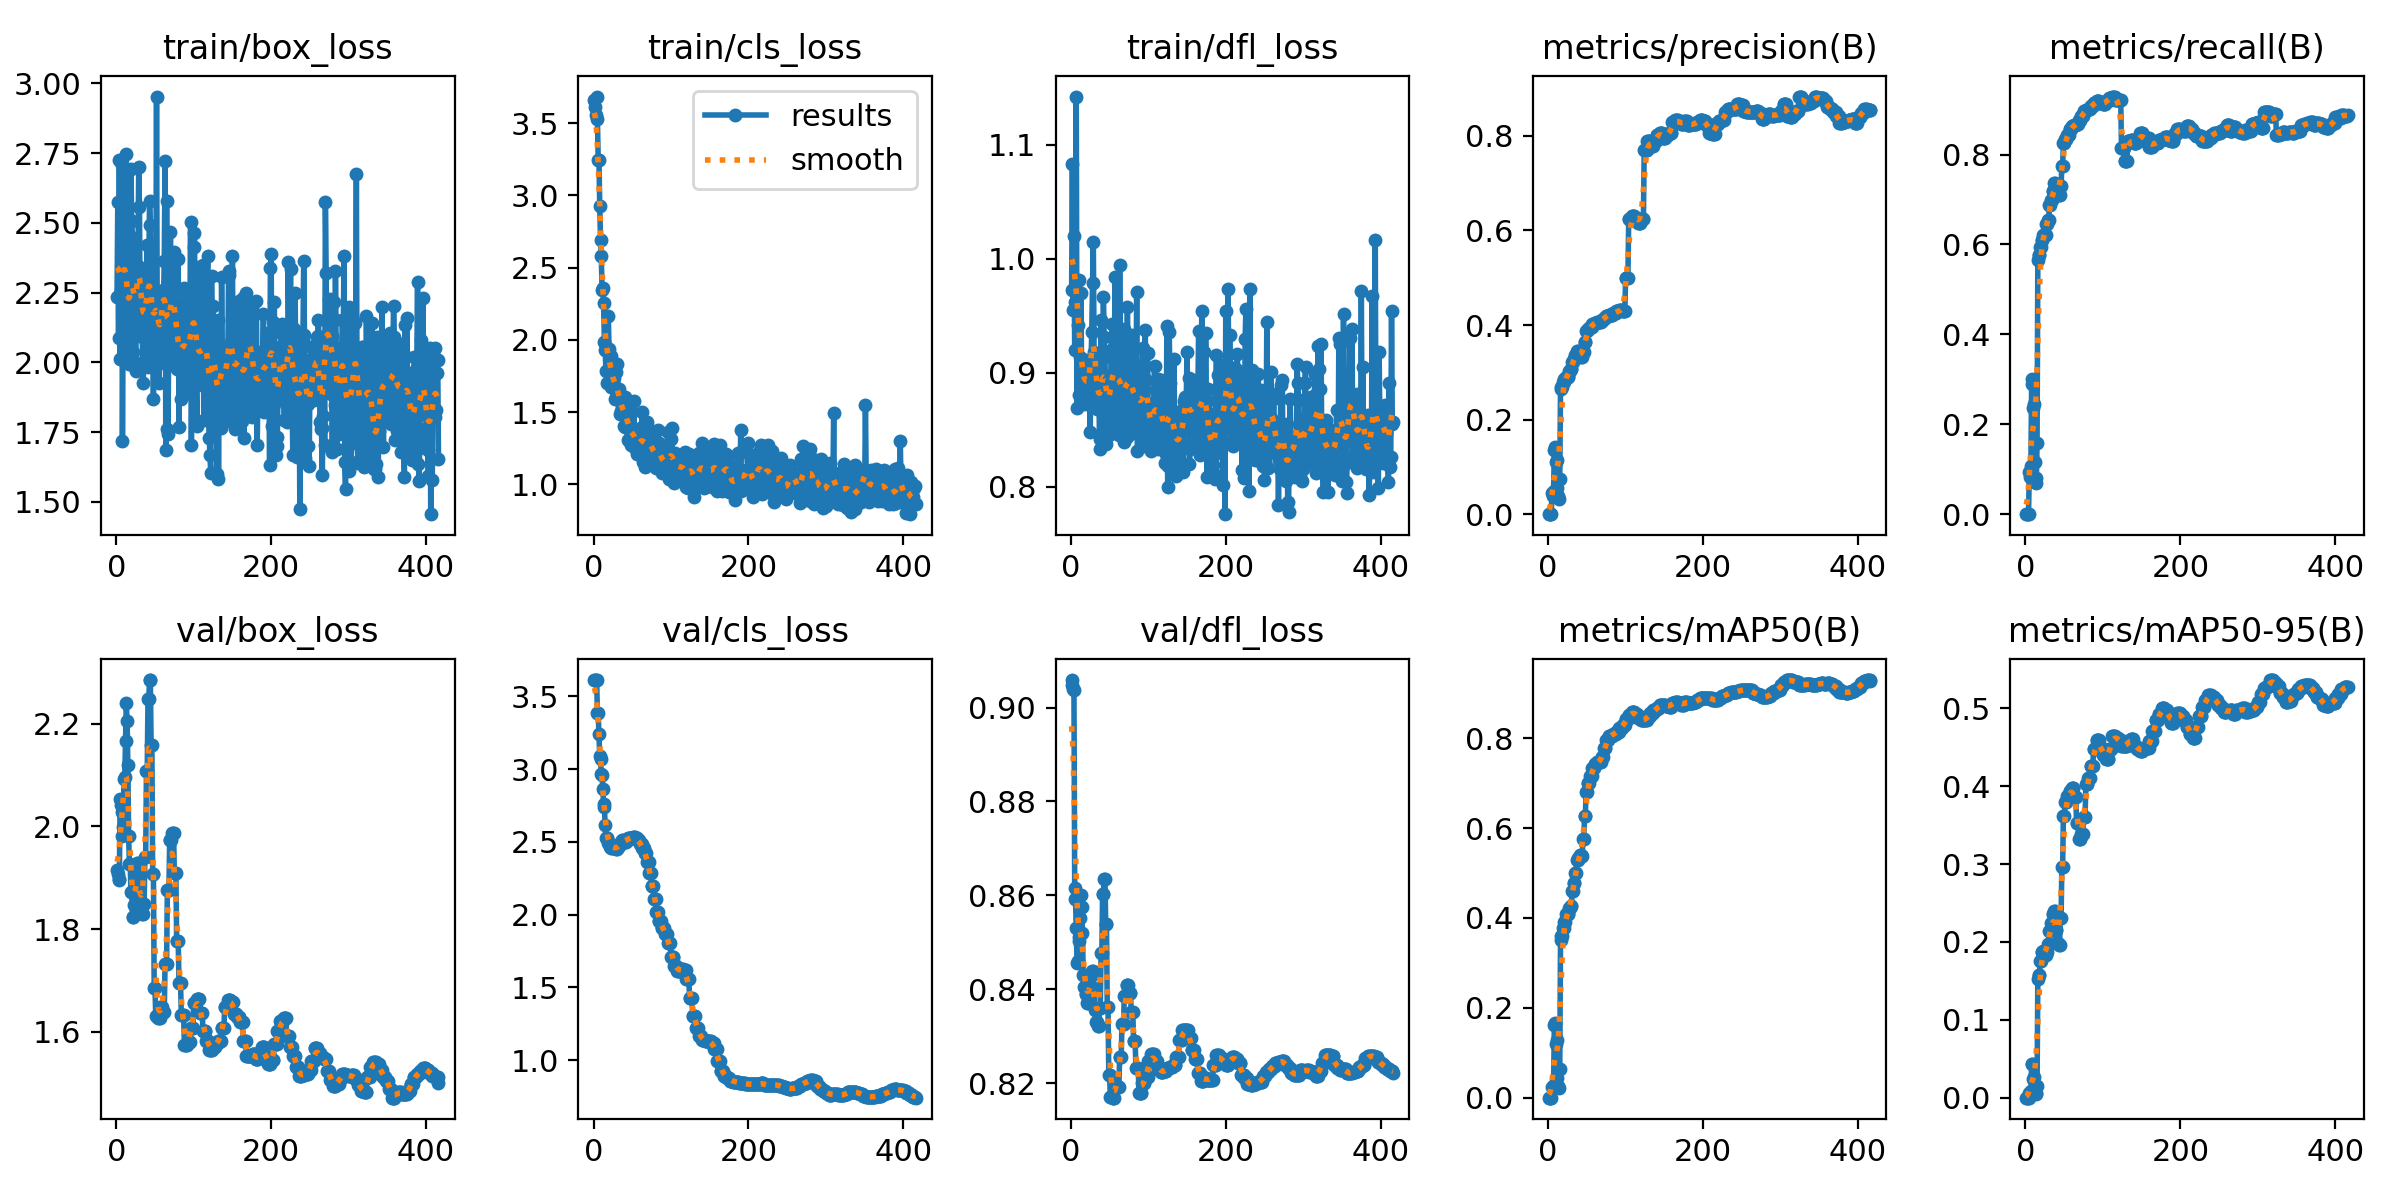 train/box_loss
3.00
2.75
2.50
2.25
2.00
1.75
1.50
0 200 400
train/cls_loss
results
smooth
3.5
3.0
2.5
2.0
1.5
1.0
0 200 400
train/dfl_loss
1.1
1.0
0.9
0.8
0 200 400
metrics/precision(B)
0.8
0.6
0.4
0.2
0.0
0 200 400
metrics/recall(B)
0.8
0.6
0.4
0.2
0.0
0 200 400
val/box_loss
2.2
2.0
1.8
1.6
0 200 400
val/cls_loss
3.5
3.0
2.5
2.0
1.5
1.0
0 200 400
val/dfl_loss
0.90
0.88
0.86
0.84
0.82
0 200 400
metrics/mAP50(B)
0.8
0.6
0.4
0.2
0.0
0 200 400
metrics/mAP50-95(B)
0.5
0.4
0.3
0.2
0.1
0.0
0 200 400